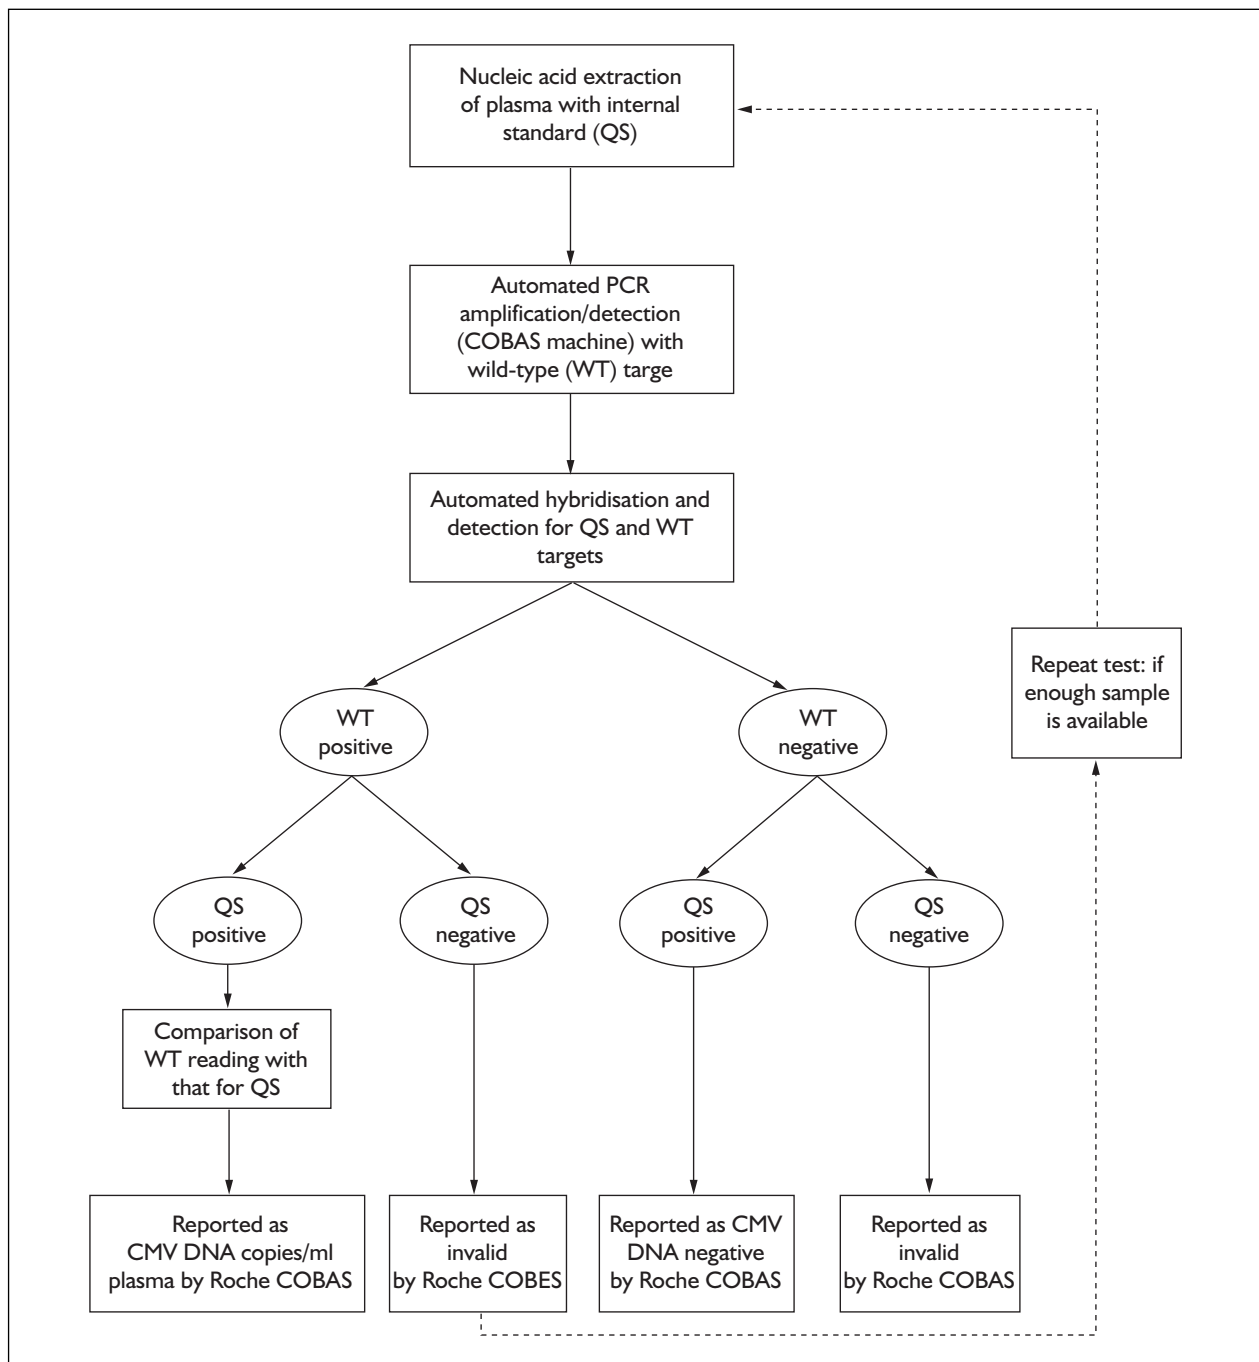 Nucleic acid extraction
of plasma with internal
standard (QS)
Automated PCR
amplification/detection
(COBAS machine) with
wild-type (WT) targe
Automated hybridisation and
detection for QS and WT
targets
Repeat test: if
enough sample
is available
WT
positive
WT
negative
QS
positive
QS
negative
QS
positive
QS
negative
Comparison of
WT reading with
that for QS
Reported as
CMV DNA copies/ml
plasma by Roche COBAS
Reported as
invalid
by Roche COBES
Reported as CMV
DNA negative
by Roche COBAS
Reported as
invalid
by Roche COBAS